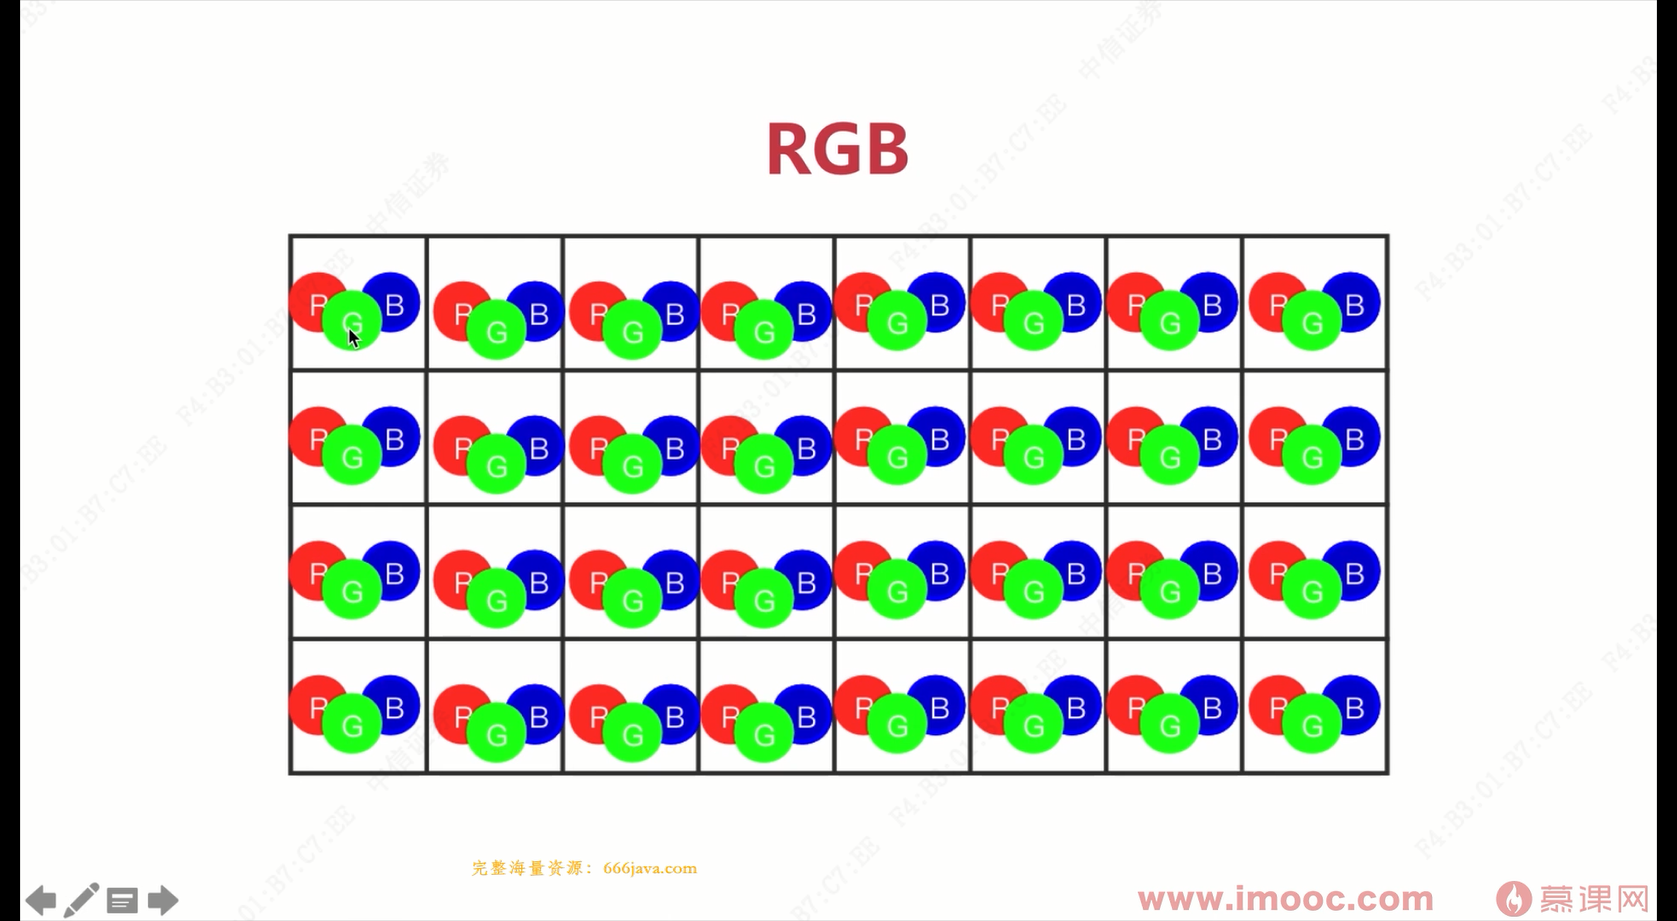 RGB
R G B R G B R G B R G B R G B R G B R G B R G B
R G B R G B R G B R G B R G B R G B R G B R G B
R G B R G B R G B R G B R G B R G B R G B R G B
R G B R G B R G B R G B R G B R G B R G B R G B
完整海量资源：666java.com
www.imooc.com 慕课网
中信证券
F4:B3:01:B7:C7:EE